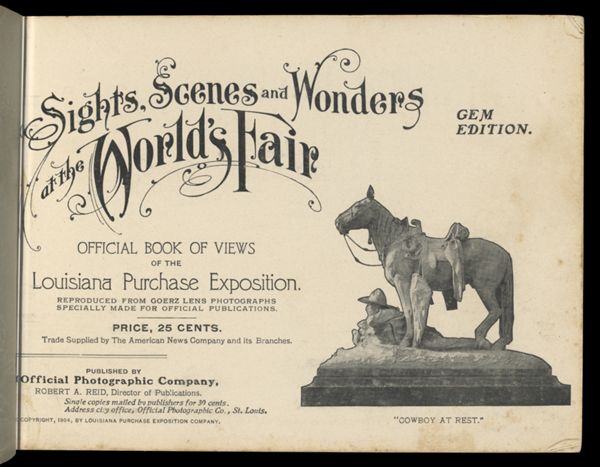 Sights, Scenes and Wonders
at the World's Fair
GEM
EDITION.
OFFICIAL BOOK OF VIEWS
OF THE
Louisiana Purchase Exposition.
REPRODUCED FROM GOERZ LENS PHOTOGRAPHS
SPECIALLY MADE FOR OFFICIAL PUBLICATIONS.
PRICE, 25 CENTS.
Trade Supplied by The American News Company and its Branches.
PUBLISHED BY
Official Photographic Company,
ROBERT A. REID, Director of Publications.
Single copies mailed by publishers for 30 cents.
Address city office, Official Photographic Co., St. Louis.
COPYRIGHT, 1904, BY LOUISIANA PURCHASE EXPOSITION COMPANY.
"COWBOY AT REST."